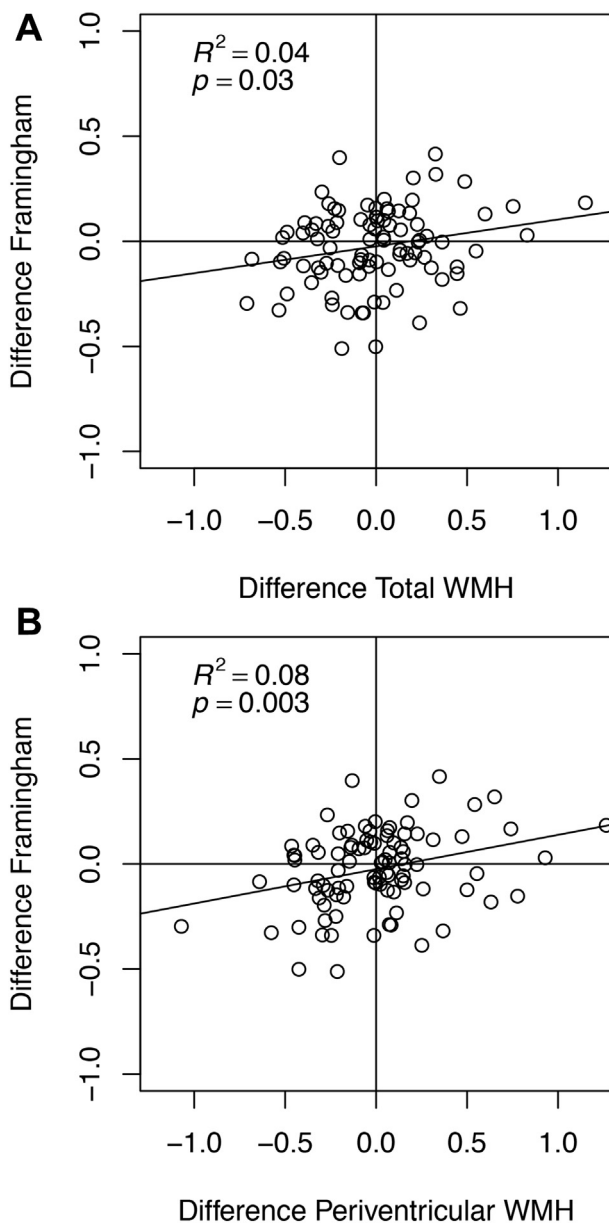 A
R² = 0.04
p = 0.03
1.0
0.5
0.0
−0.5
−1.0
Difference Framingham
−1.0 −0.5 0.0 0.5 1.0
Difference Total WMH
B
R² = 0.08
p = 0.003
1.0
0.5
0.0
−0.5
−1.0
Difference Framingham
−1.0 −0.5 0.0 0.5 1.0
Difference Periventricular WMH